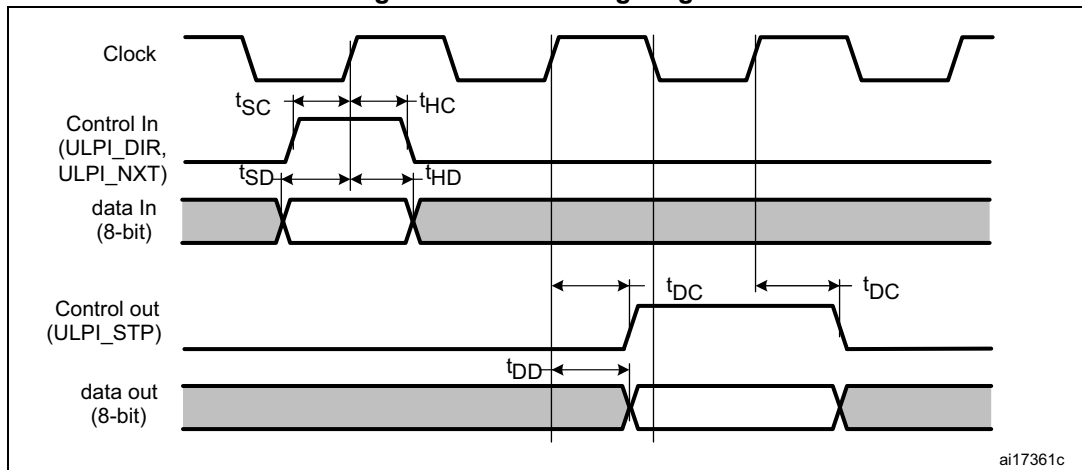 Clock
tSC
tHC
Control In
(ULPI_DIR,
ULPI_NXT)
tSD
tHD
data In
(8-bit)
tDC
tDC
Control out
(ULPI_STP)
tDD
data out
(8-bit)
ai17361c